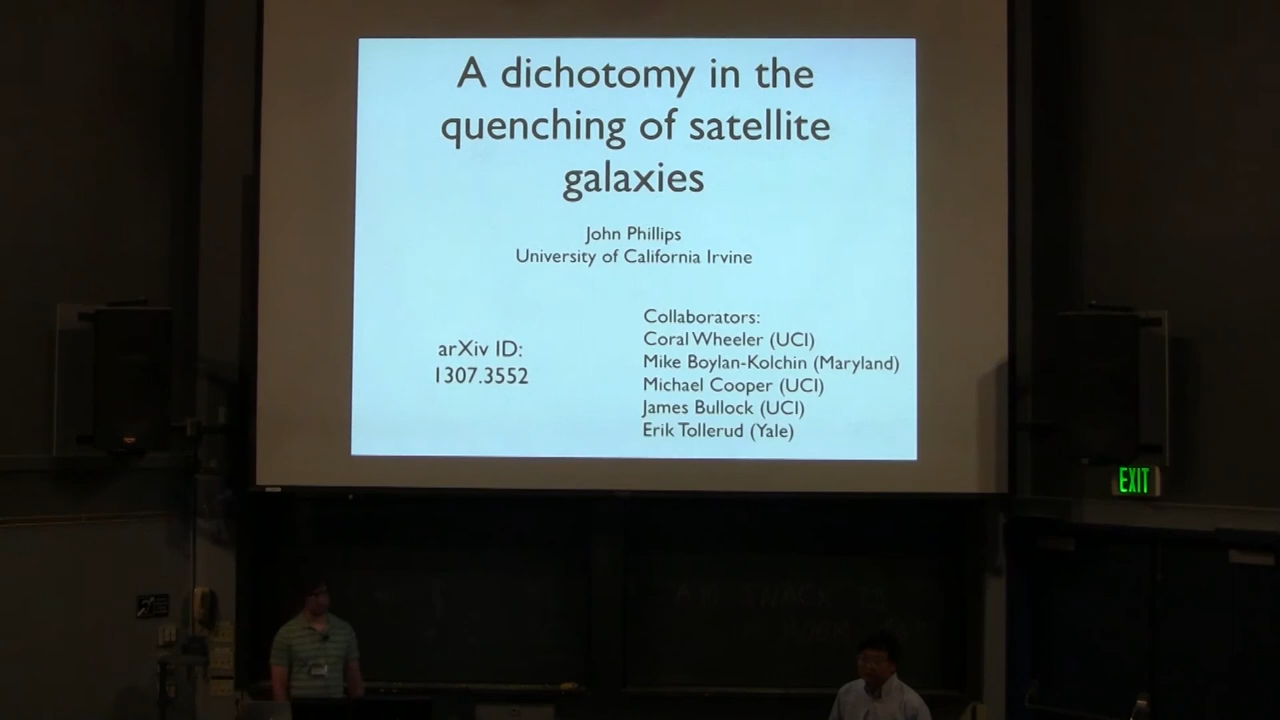 A dichotomy in the
quenching of satellite
galaxies
John Phillips
University of California Irvine
arXiv ID:
1307.3552
Collaborators:
Coral Wheeler (UCI)
Mike Boylan-Kolchin (Maryland)
Michael Cooper (UCI)
James Bullock (UCI)
Erik Tollerud (Yale)
EXIT